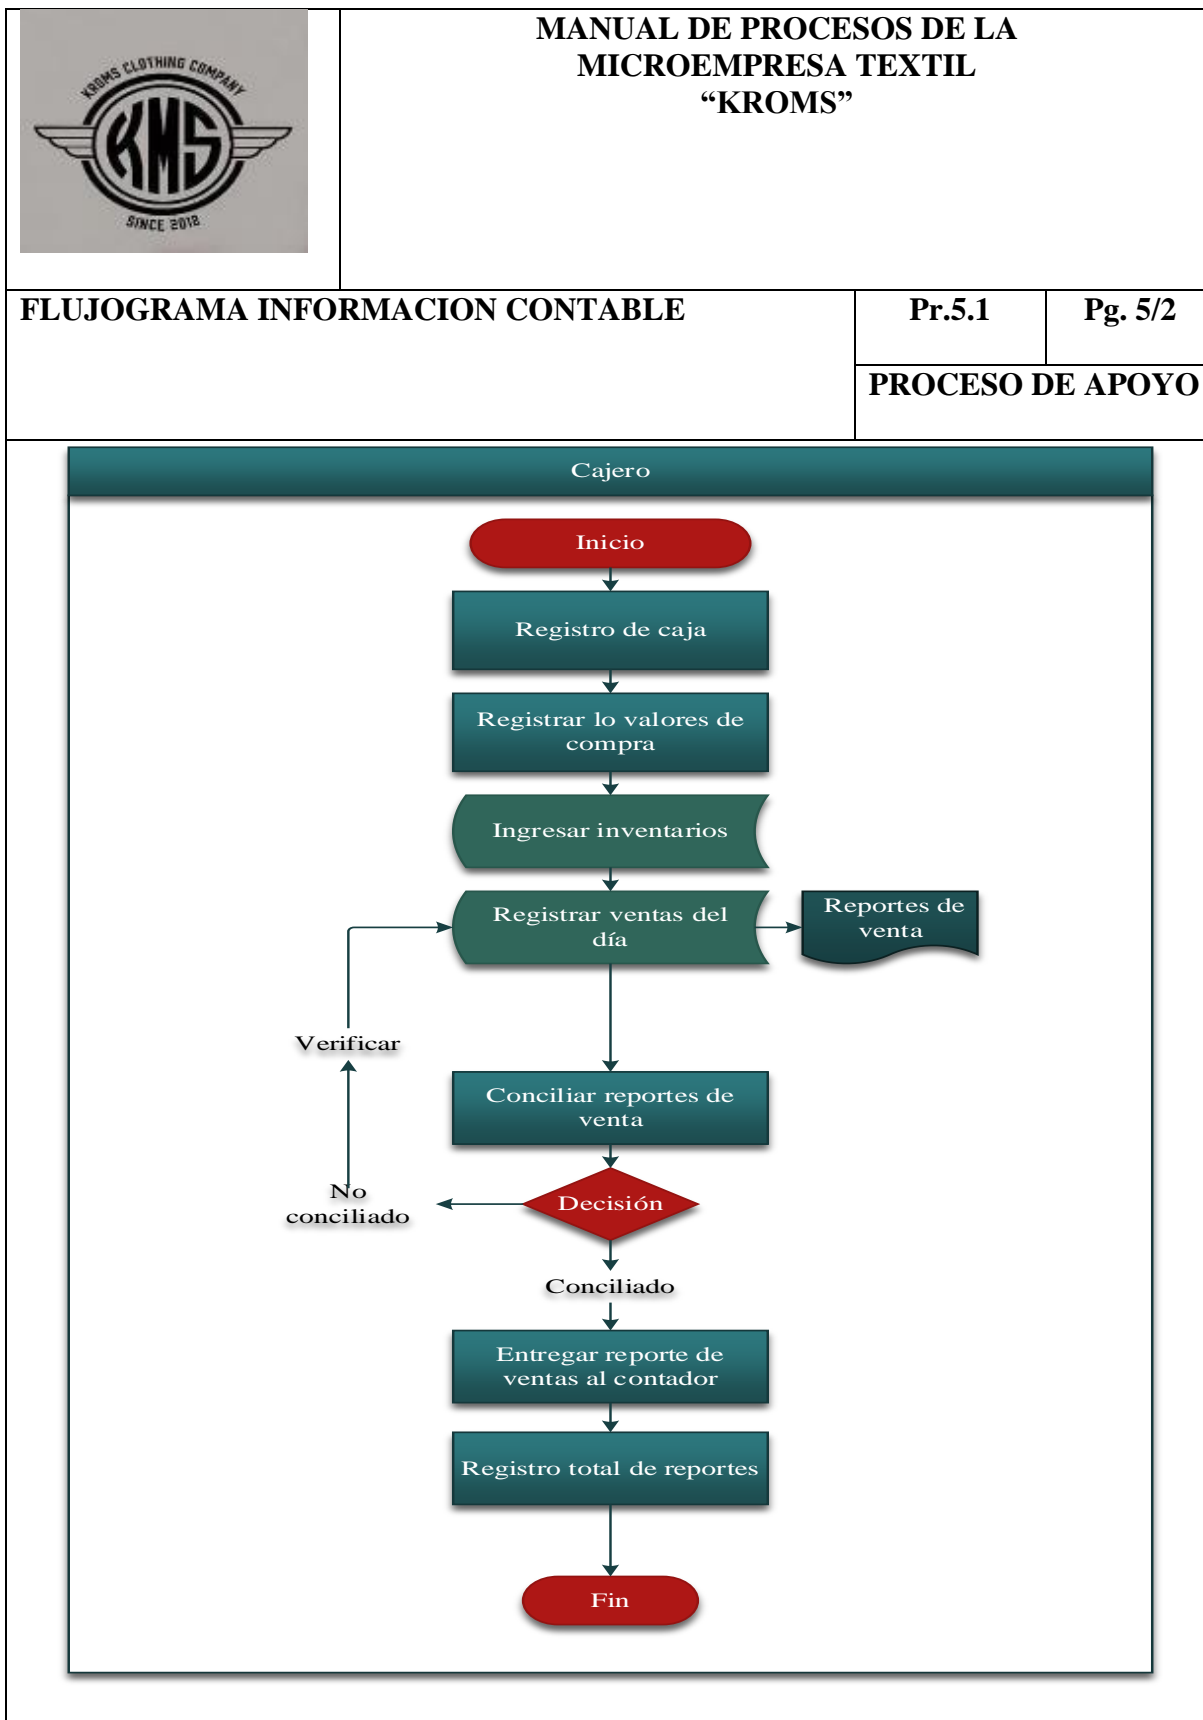 KROMS CLOTHING COMPANY
KMS
SINCE 2012
MANUAL DE PROCESOS DE LA
MICROEMPRESA TEXTIL
“KROMS”
FLUJOGRAMA INFORMACION CONTABLE
Pr.5.1
Pg. 5/2
PROCESO DE APOYO
Cajero
Inicio
Registro de caja
Registrar lo valores de
compra
Ingresar inventarios
Registrar ventas del
día
Reportes de
venta
Verificar
Conciliar reportes de
venta
Decisión
No
conciliado
Conciliado
Entregar reporte de
ventas al contador
Registro total de reportes
Fin